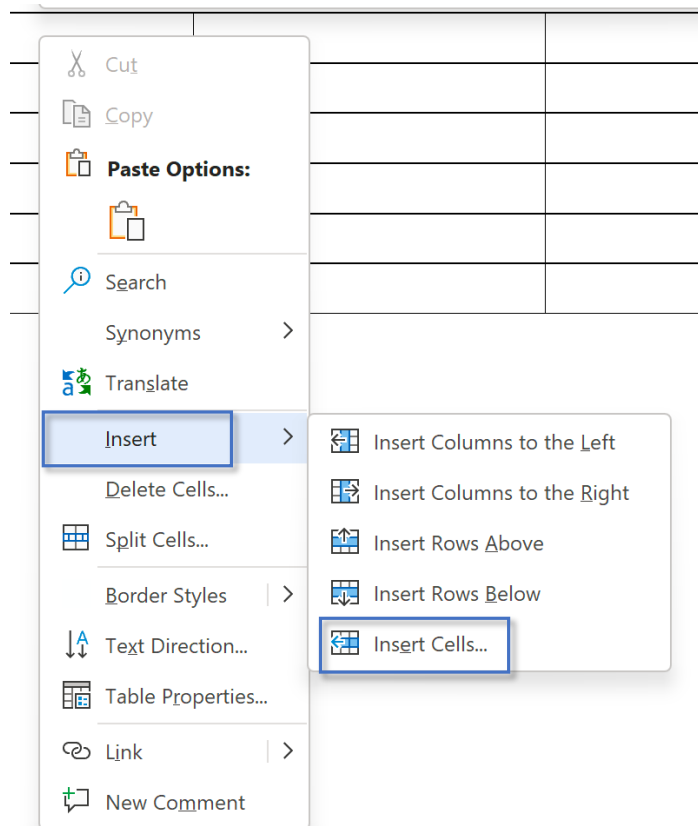 Cut
Copy
Paste Options:
Search
Synonyms
Translate
Insert
Delete Cells...
Split Cells...
Border Styles
Text Direction...
Table Properties...
Link
New Comment
Insert Columns to the Left
Insert Columns to the Right
Insert Rows Above
Insert Rows Below
Insert Cells...